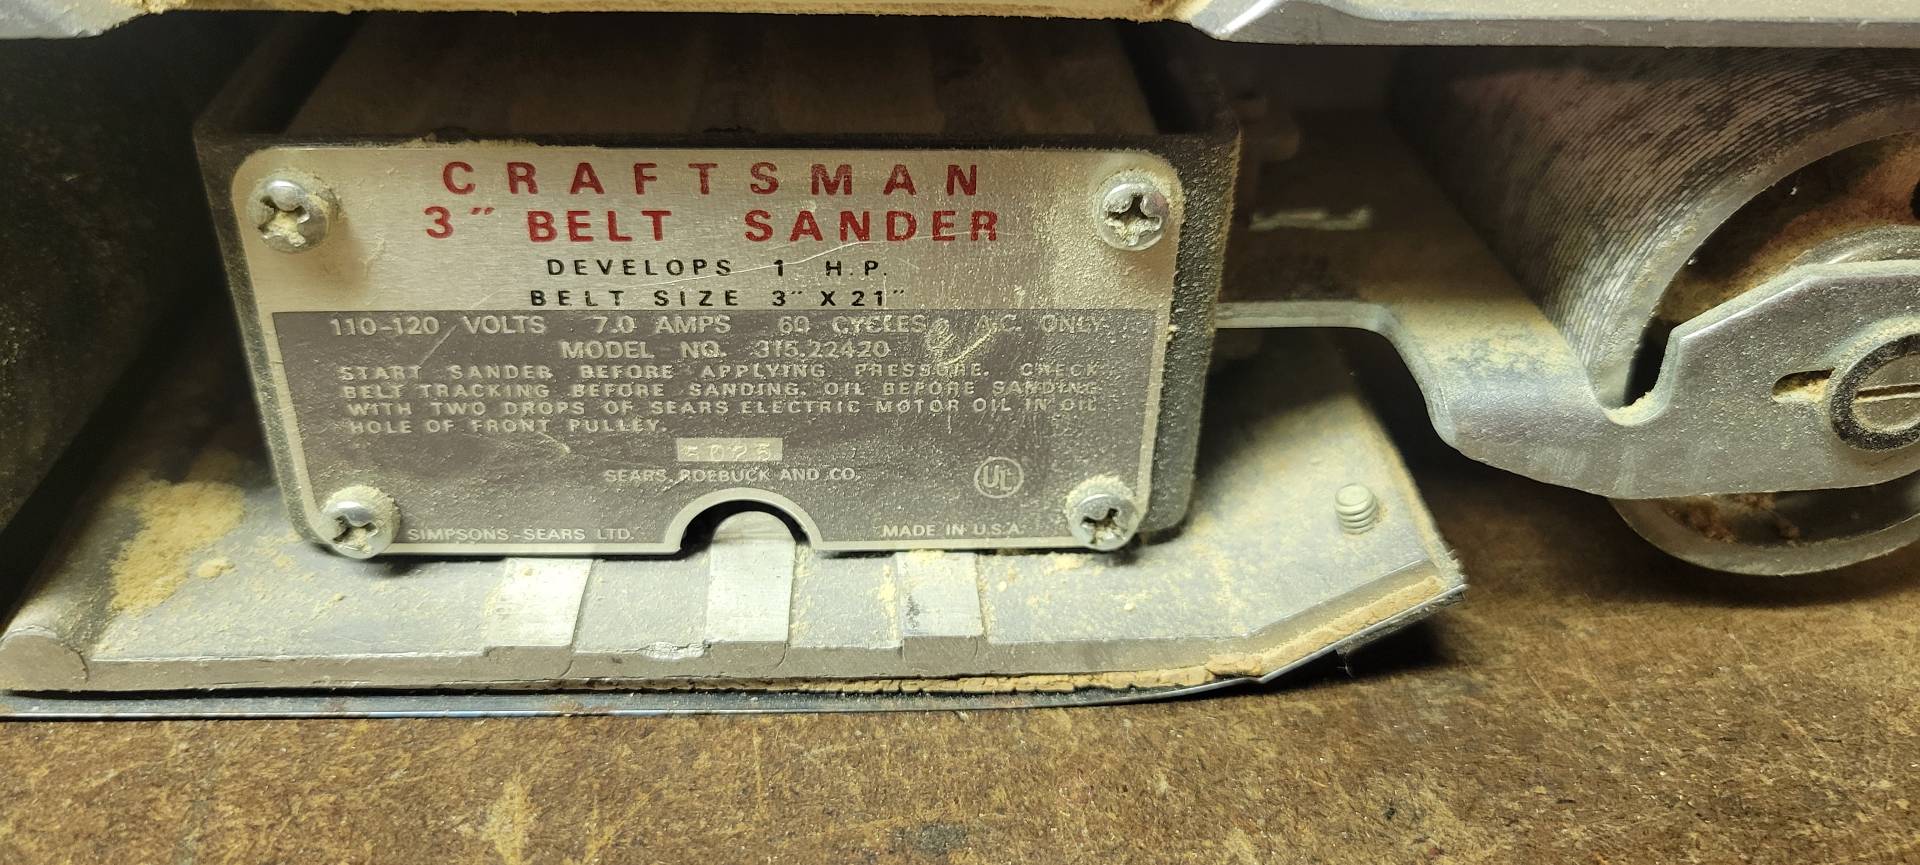 CRAFTSMAN
3" BELT SANDER
DEVELOPS 1 H.P.
BELT SIZE 3" X 21"
110-120 VOLTS 7.0 AMPS 60 CYCLES A.C. ONLY
MODEL NO. 315.22420
START SANDER BEFORE APPLYING PRESSURE. CHECK
BELT TRACKING BEFORE SANDING. OIL BEFORE SANDING
WITH TWO DROPS OF SEARS ELECTRIC MOTOR OIL IN OIL
HOLE OF FRONT PULLEY.
SEARS, ROEBUCK AND CO.
UL
SIMPSONS-SEARS LTD. MADE IN U.S.A.